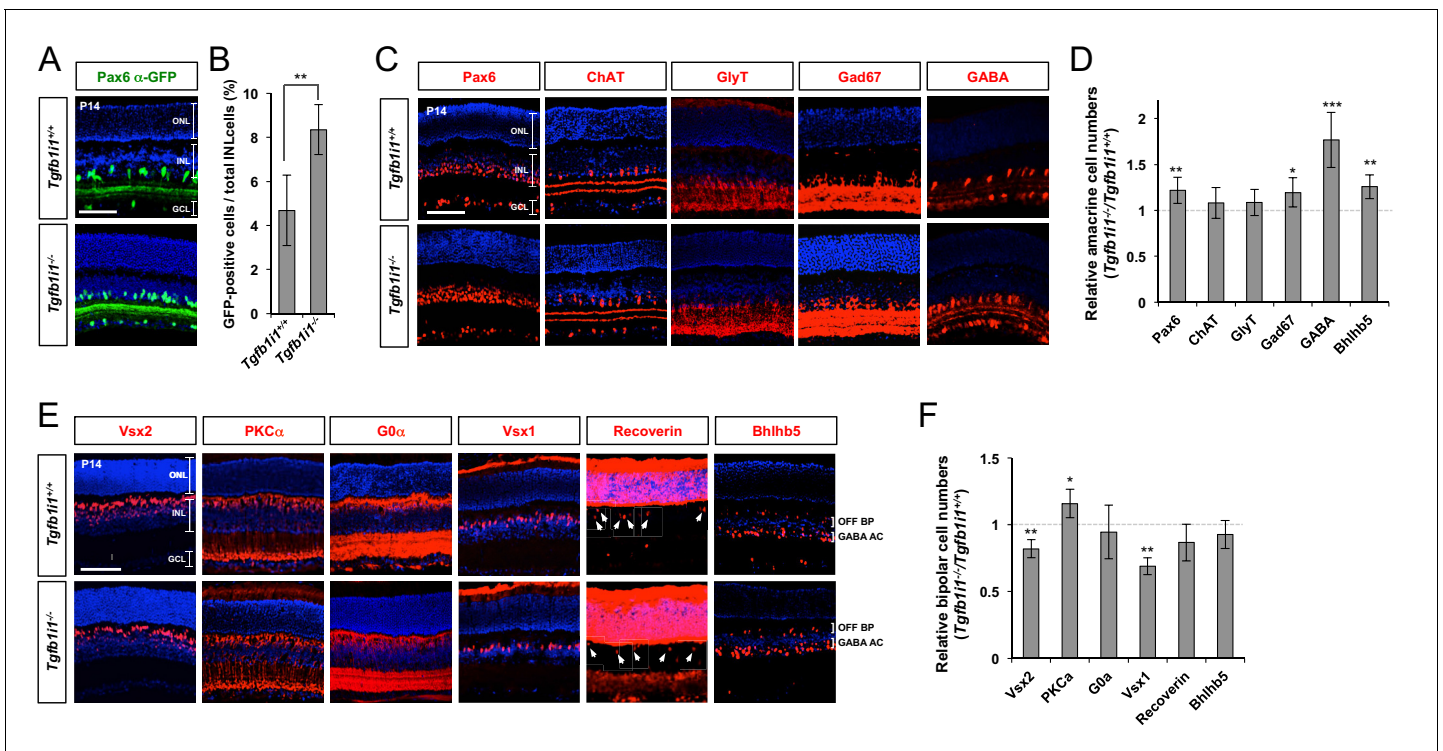 A
Pax6 α-GFP
P14
ONL
INL
GCL
Tgfb1i1+/+
Tgfb1i1-/-
B
**
GFP-positive cells / total INLcells (%)
10
8
6
4
2
0
Tgfb1i1+/+
Tgfb1i1-/-
C
Pax6 ChAT GlyT Gad67 GABA
P14
ONL
INL
GCL
Tgfb1i1+/+
Tgfb1i1-/-
D
Relative amacrine cell numbers
(Tgfb1i1-/-/Tgfb1i1+/+)
2
1.5
1
0.5
0
** * *** **
Pax6 ChAT GlyT Gad67 GABA Bhlhb5
E
Vsx2 PKCα G0α Vsx1 Recoverin Bhlhb5
P14
ONL
INL
GCL
Tgfb1i1+/+
OFF BP
GABA AC
Tgfb1i1-/-
OFF BP
GABA AC
F
Relative bipolar cell numbers
(Tgfb1i1-/-/Tgfb1i1+/+)
1.5
1
0.5
0
** * **
Vsx2 PKCa G0a Vsx1 Recoverin Bhlhb5